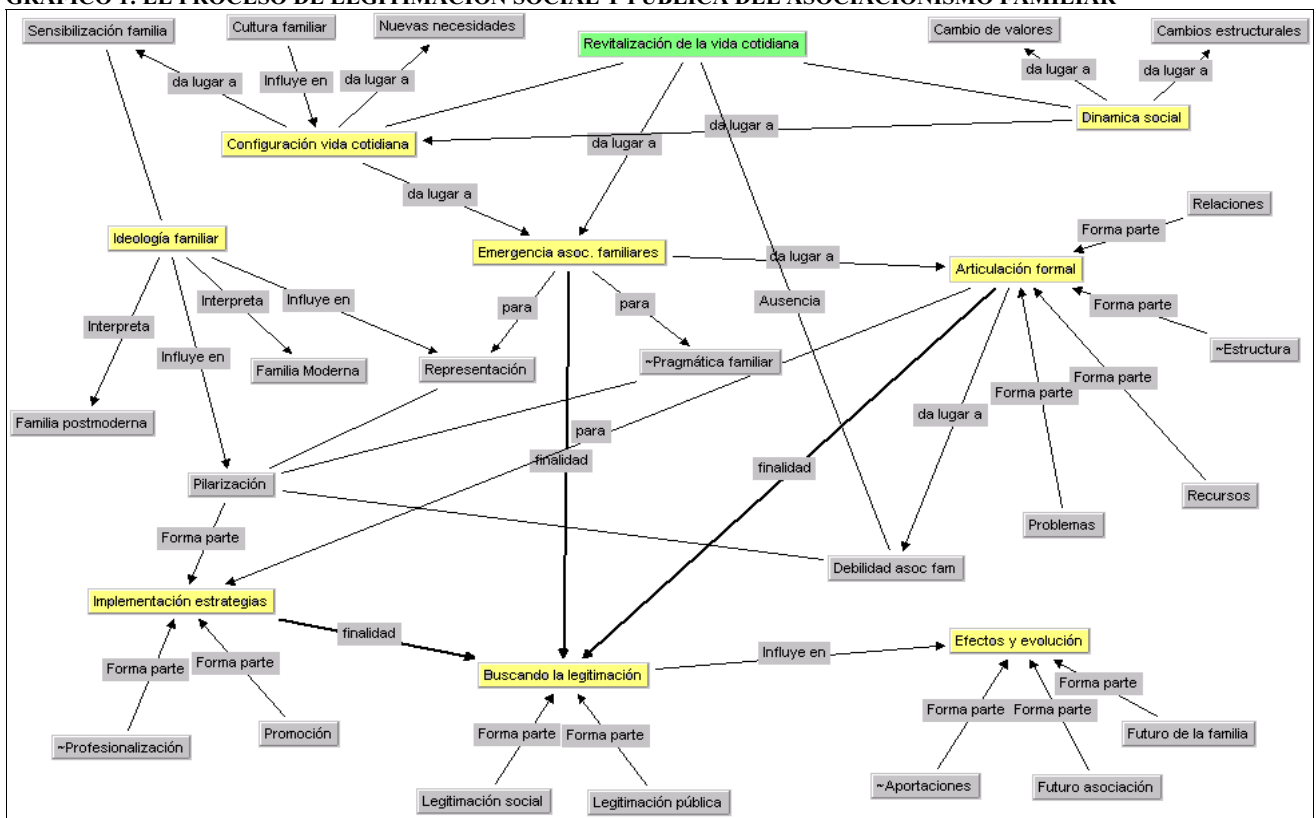 GRÁFICO 1: EL PROCESO DE LEGITIMACIÓN SOCIAL Y PÚBLICA DEL ASOCIACIONISMO FAMILIAR
Sensibilización familia
Cultura familiar
Nuevas necesidades
Revitalización de la vida cotidiana
Cambio de valores
Cambios estructurales
da lugar a
Influye en
da lugar a
da lugar a
da lugar a
Configuración vida cotidiana
da lugar a
da lugar a
Dinamica social
da lugar a
Relaciones
Forma parte
Ideología familiar
Emergencia asoc. familiares
da lugar a
Articulación formal
Interpreta
Influye en
para
para
Ausencia
Forma parte
Interpreta
Influye en
Familia Moderna
Representación
~Pragmática familiar
~Estructura
Forma parte
Forma parte
Familia postmoderna
para
da lugar a
finalidad
finalidad
Pilarización
Recursos
Problemas
Forma parte
Debilidad asoc fam
Implementación estrategias
finalidad
Efectos y evolución
Influye en
Forma parte
Forma parte
Buscando la legitimación
Forma parte
Forma parte
Forma parte
~Profesionalización
Promoción
Forma parte
Forma parte
Futuro de la familia
~Aportaciones
Futuro asociación
Legitimación social
Legitimación pública